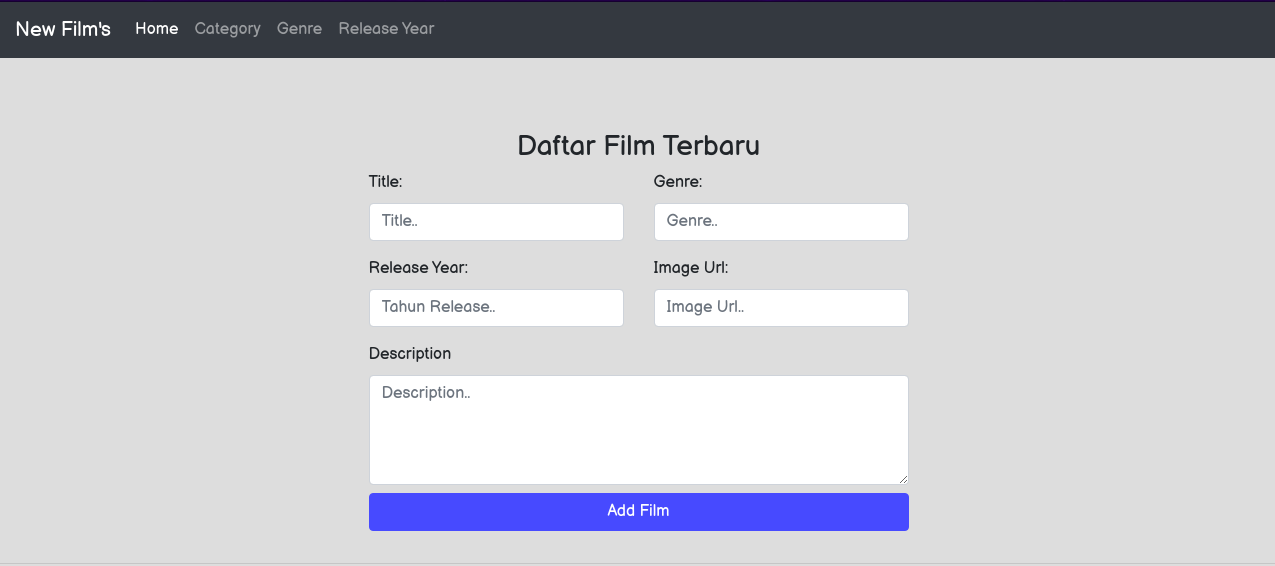 New Film's Home Category Genre Release Year
Daftar Film Terbaru
Title: Genre:
Title.. Genre..
Release Year: Image Url:
Tahun Release.. Image Url..
Description
Description..
Add Film